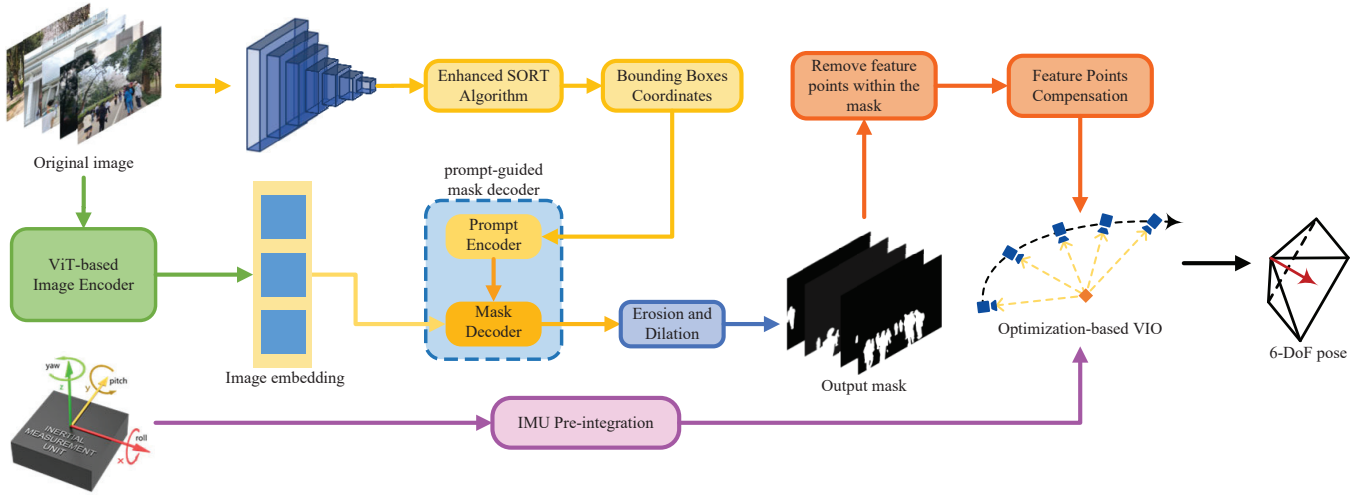 Original image
Enhanced SORT
Algorithm
Bounding Boxes
Coordinates
Remove feature
points within the
mask
Feature Points
Compensation
prompt-guided
mask decoder
Prompt
Encoder
Mask
Decoder
ViT-based
Image Encoder
Image embedding
Erosion and
Dilation
Output mask
Optimization-based VIO
6-DoF pose
yaw
z
y
pitch
roll
x
INERTIAL
MEASUREMENT
UNIT
IMU Pre-integration